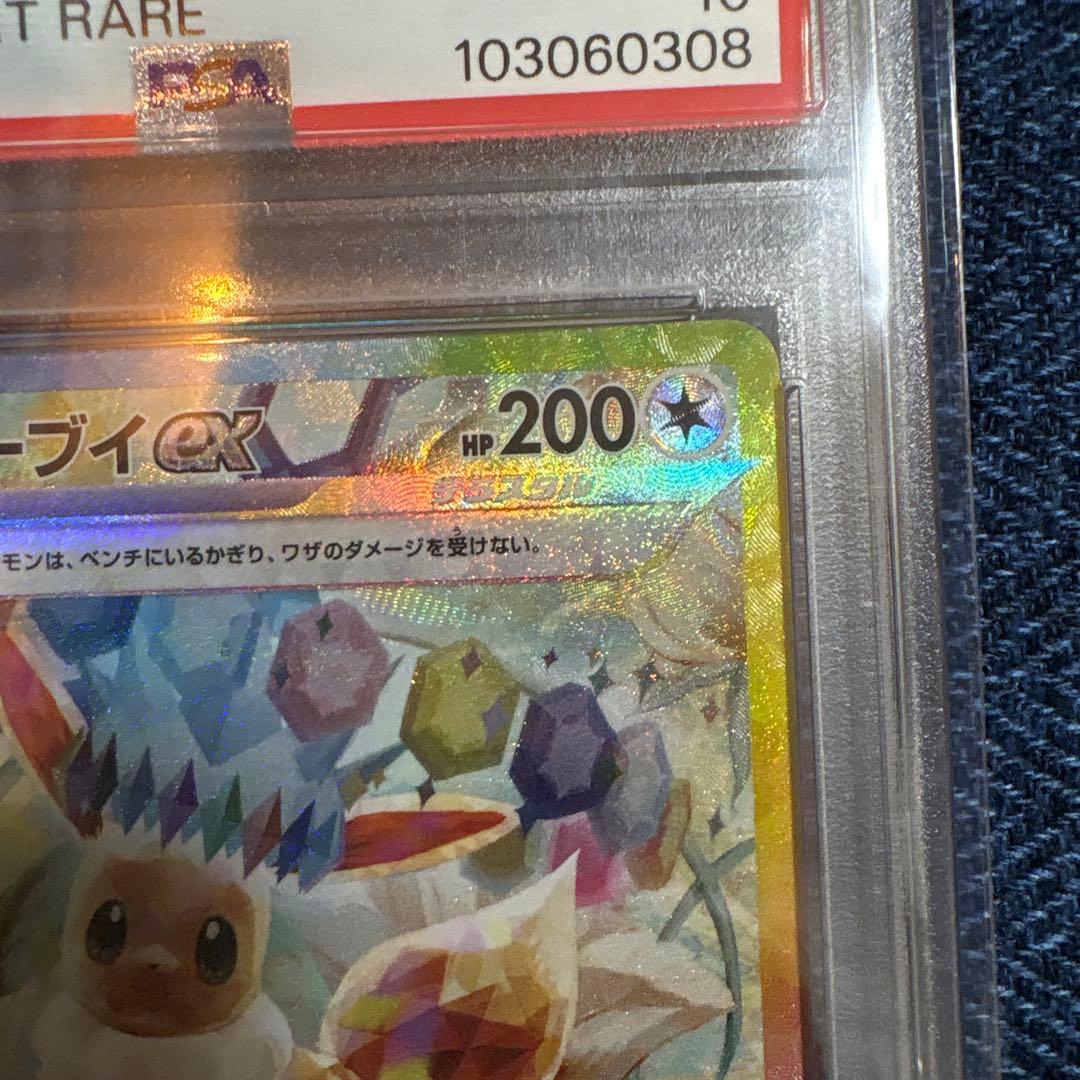 T RARE
PSA
103060308
ーブイex
HP200
テラスタル
モンは、ベンチにいるかぎり、ワザのダメージを受けない。
う